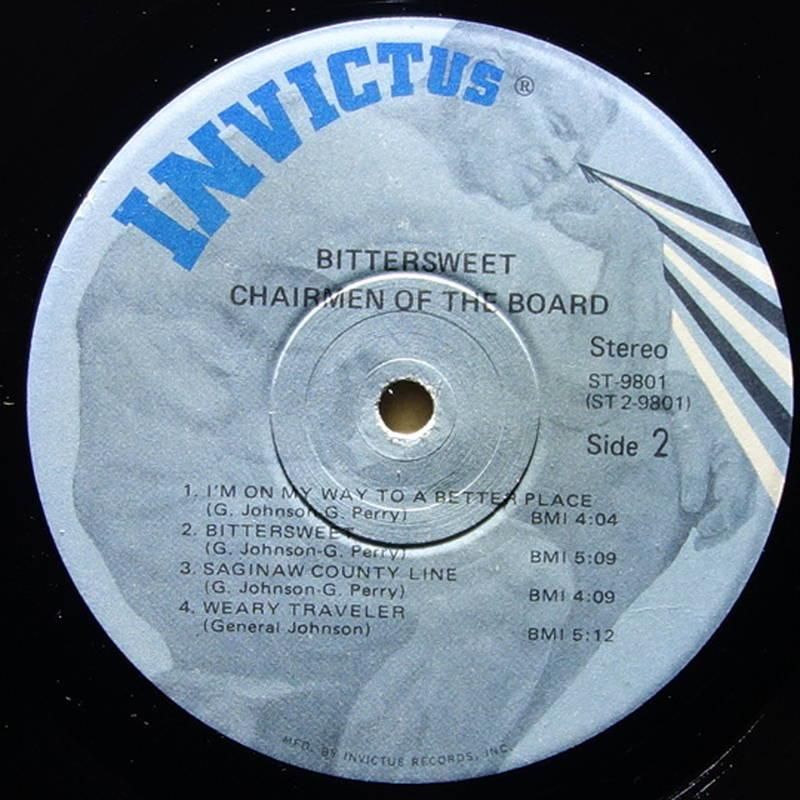 INVICTUS®
BITTERSWEET
CHAIRMEN OF THE BOARD
Stereo
ST-9801
(ST 2-9801)
Side 2
1. I'M ON MY WAY TO A BETTER PLACE
(G. Johnson-G. Perry) BMI 4:04
2. BITTERSWEET
(G. Johnson-G. Perry) BMI 5:09
3. SAGINAW COUNTY LINE
(G. Johnson-G. Perry) BMI 4:09
4. WEARY TRAVELER
(General Johnson) BMI 5:12
MFD. BY INVICTUS RECORDS, INC.